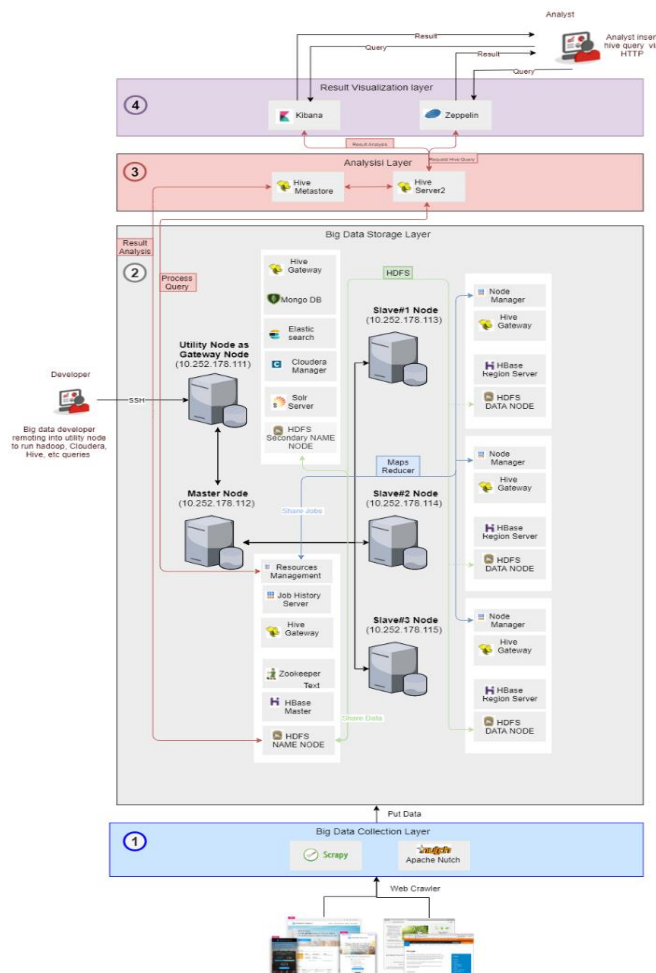 Analyst
Result
Query
Result
Query
Analyst inser
hive query vi
HTTP
Result Visualization layer
4
Kibana
Zeppelin
Result Analysis
Request Hive Query
Analysisi Layer
3
Hive
Metastore
Hive
Server2
Big Data Storage Layer
Result
Analysis
2
Process
Query
Hive
Gateway
Mongo DB
Elastic
search
Cloudera
Manager
Solr
Server
HDFS
Secondary NAME
NODE
HDFS
Utility Node as
Gateway Node
(10.252.178.111)
Developer
SSH
Big data developer
remoting into utility node
to run hadoop, Cloudera,
Hive, etc queries
Master Node
(10.252.178.112)
Share Jobs
Maps
Reducer
Resources
Management
Job History
Server
Hive
Gateway
Zookeeper
Text
HBase
Master
HDFS
NAME NODE
Share Data
Slave#1 Node
(10.252.178.113)
Slave#2 Node
(10.252.178.114)
Slave#3 Node
(10.252.178.115)
Node
Manager
Hive
Gateway
HBase
Region Server
HDFS
DATA NODE
Node
Manager
Hive
Gateway
HBase
Region Server
HDFS
DATA NODE
Node
Manager
Hive
Gateway
HBase
Region Server
HDFS
DATA NODE
Put Data
1
Big Data Collection Layer
Scrapy
nutch
Apache Nutch
Web Crawler